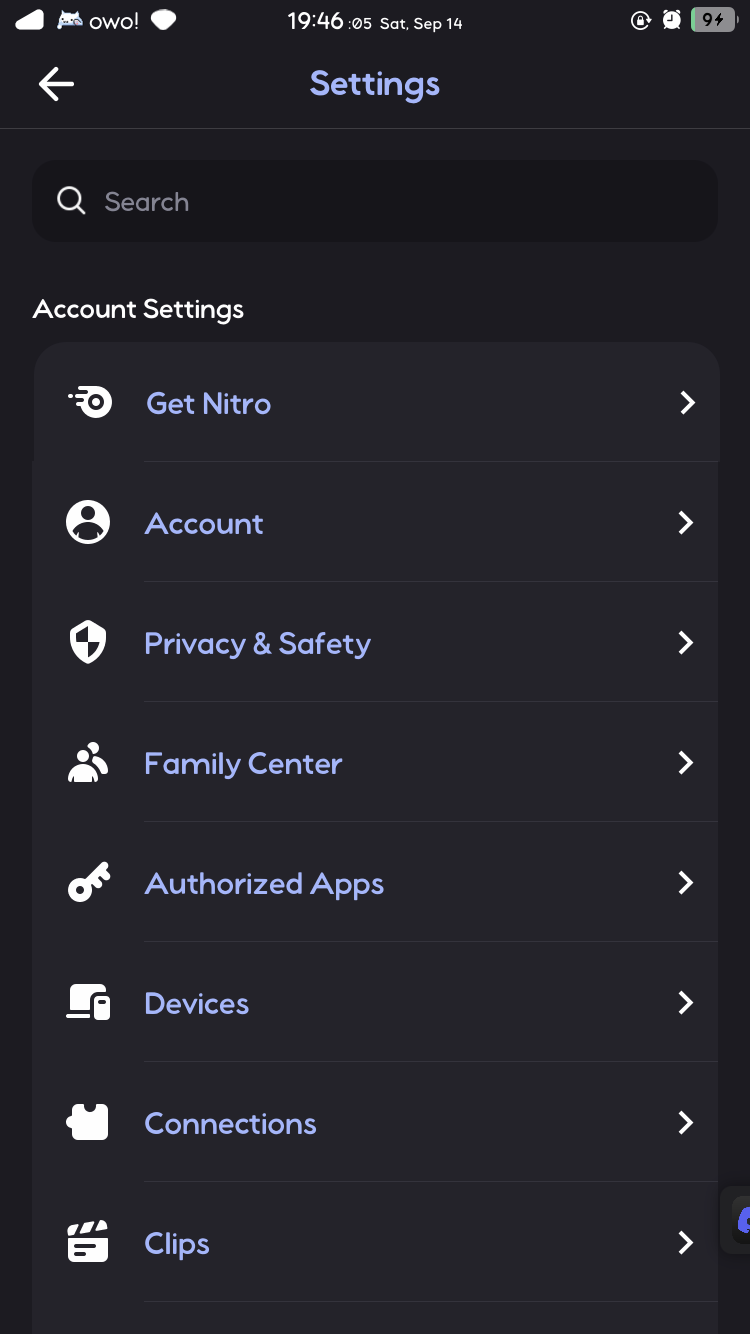 owo! 19:46 :05 Sat, Sep 14 9
Settings
Search
Account Settings
Get Nitro
Account
Privacy & Safety
Family Center
Authorized Apps
Devices
Connections
Clips